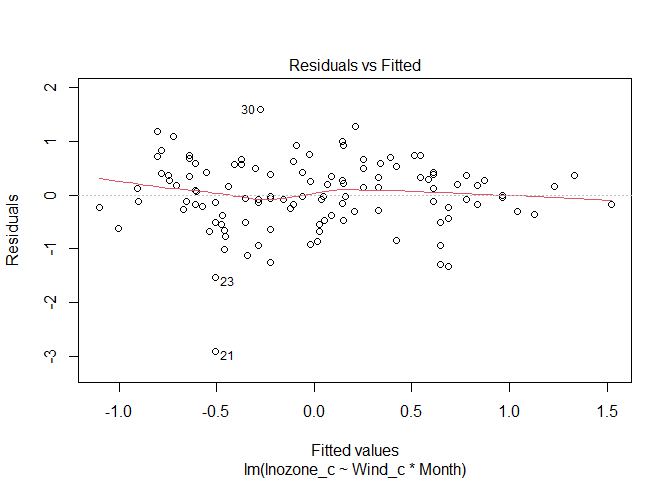 Residuals vs Fitted
Residuals
2
1
0
-1
-2
-3
30
23
21
-1.0 -0.5 0.0 0.5 1.0 1.5
Fitted values
lm(lnozone_c ~ Wind_c * Month)